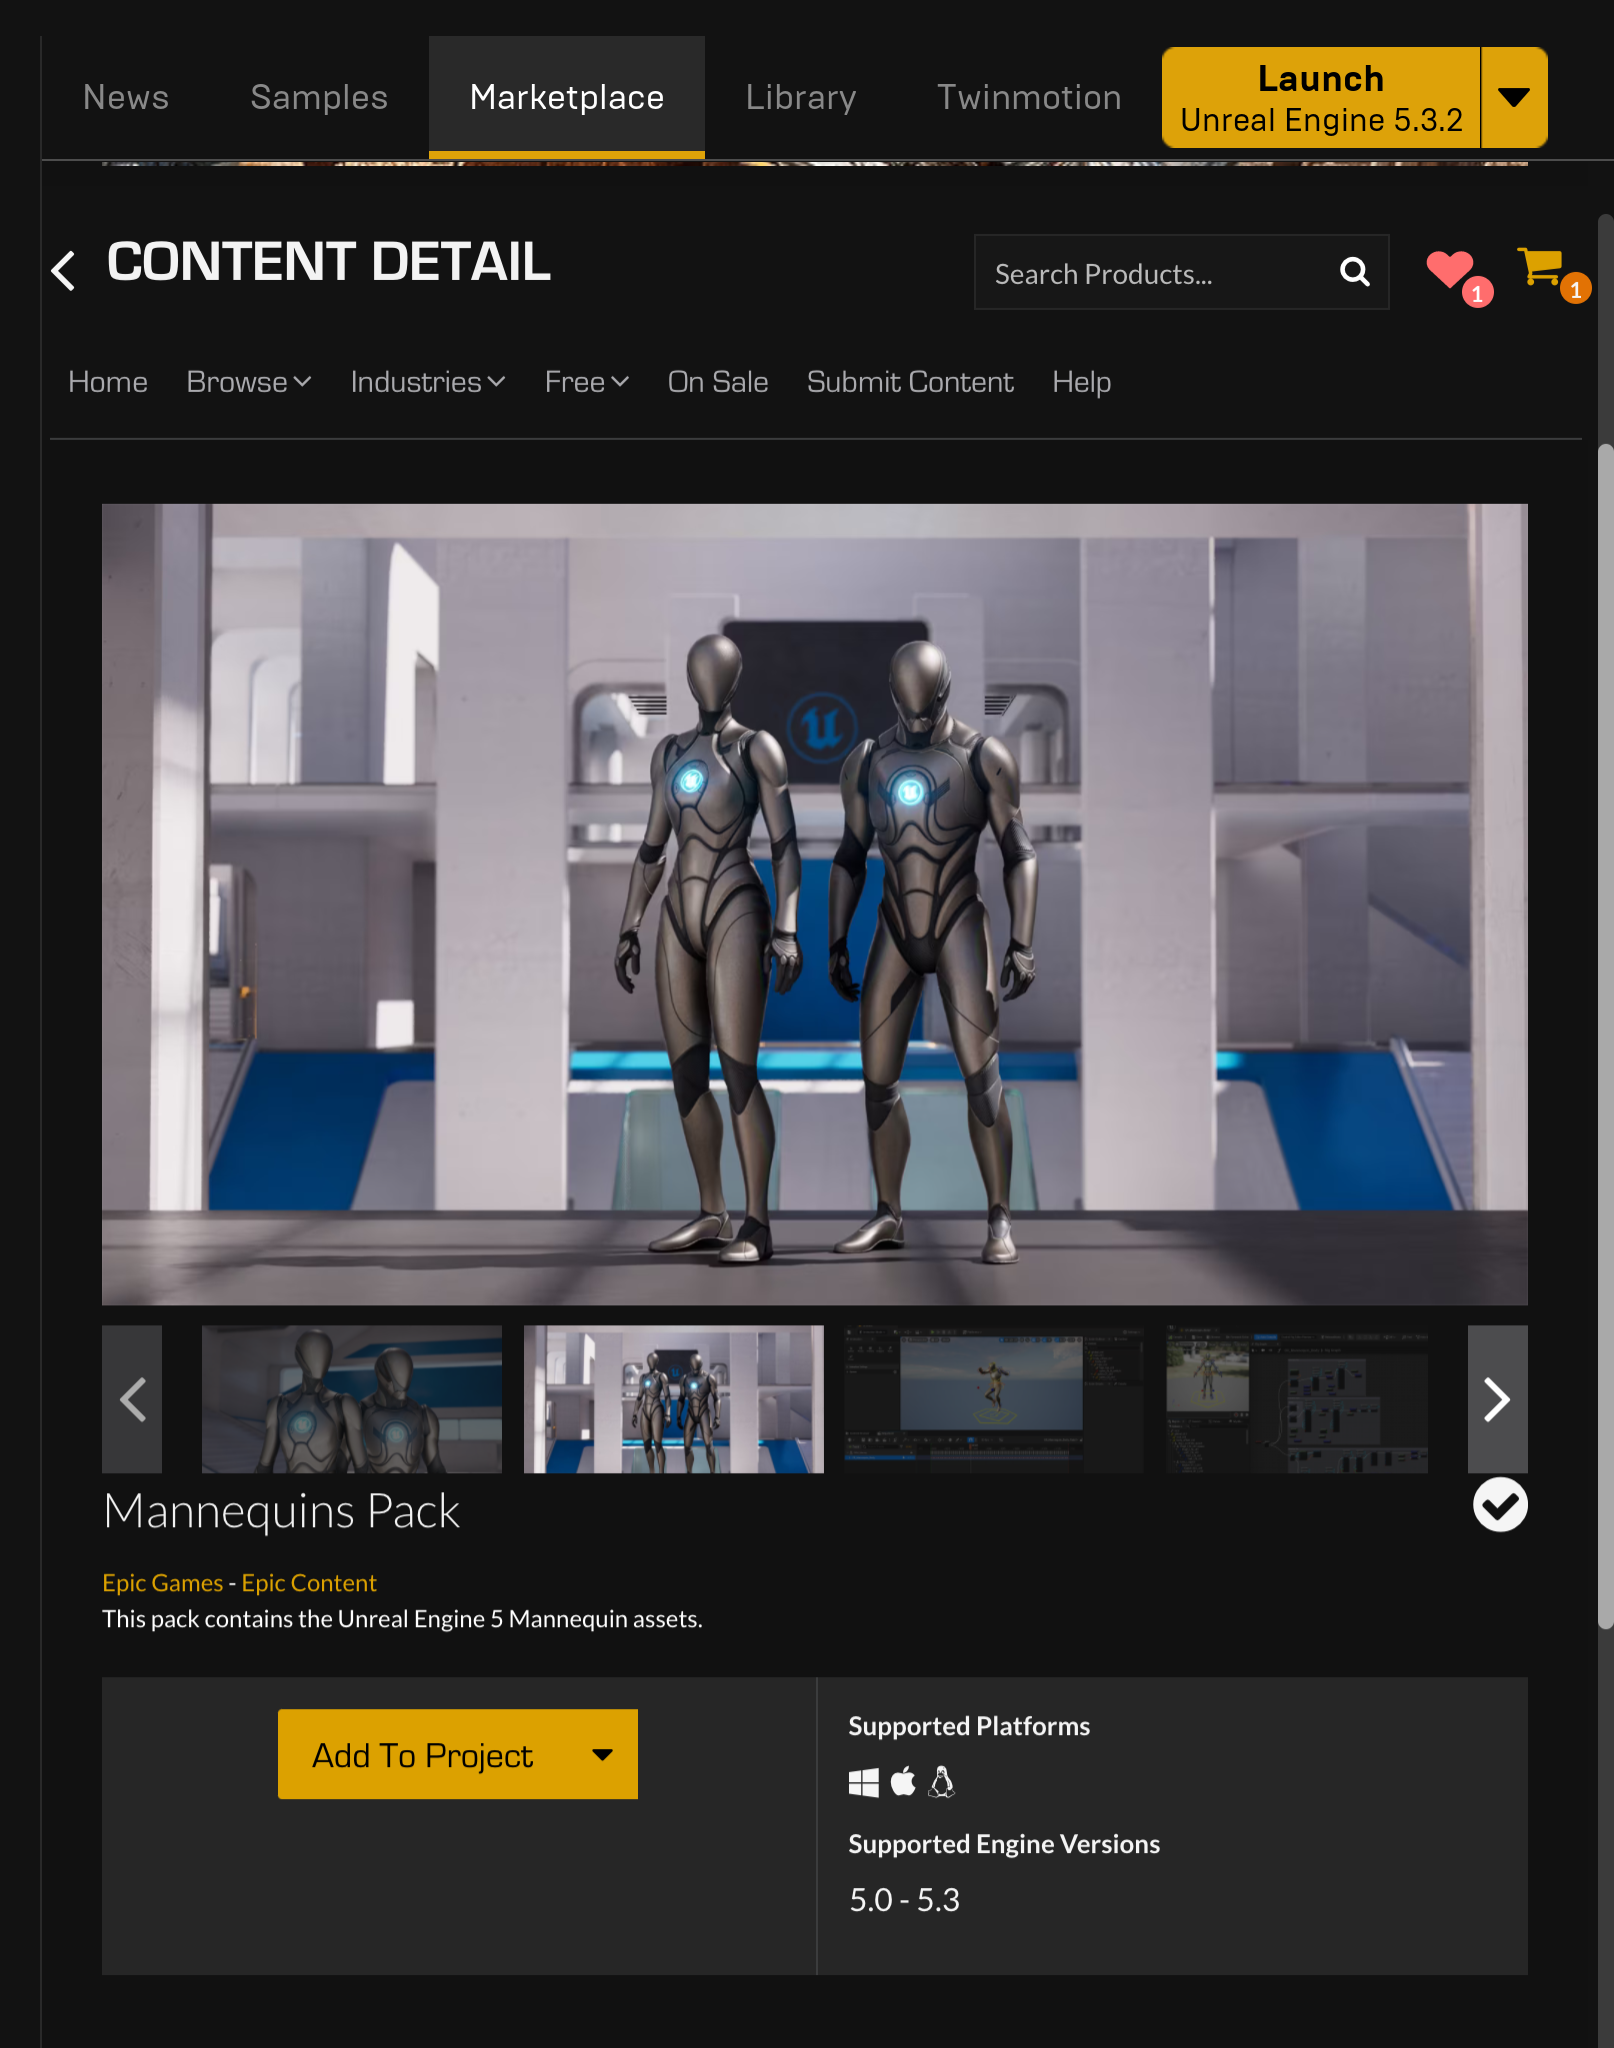 News
Samples
Marketplace
Library
Twinmotion
Launch
Unreal Engine 5.3.2
CONTENT DETAIL
Search Products...
1
1
Home
Browse
Industries
Free
On Sale
Submit Content
Help
Mannequins Pack
Epic Games - Epic Content
This pack contains the Unreal Engine 5 Mannequin assets.
Add To Project
Supported Platforms
Supported Engine Versions
5.0 - 5.3